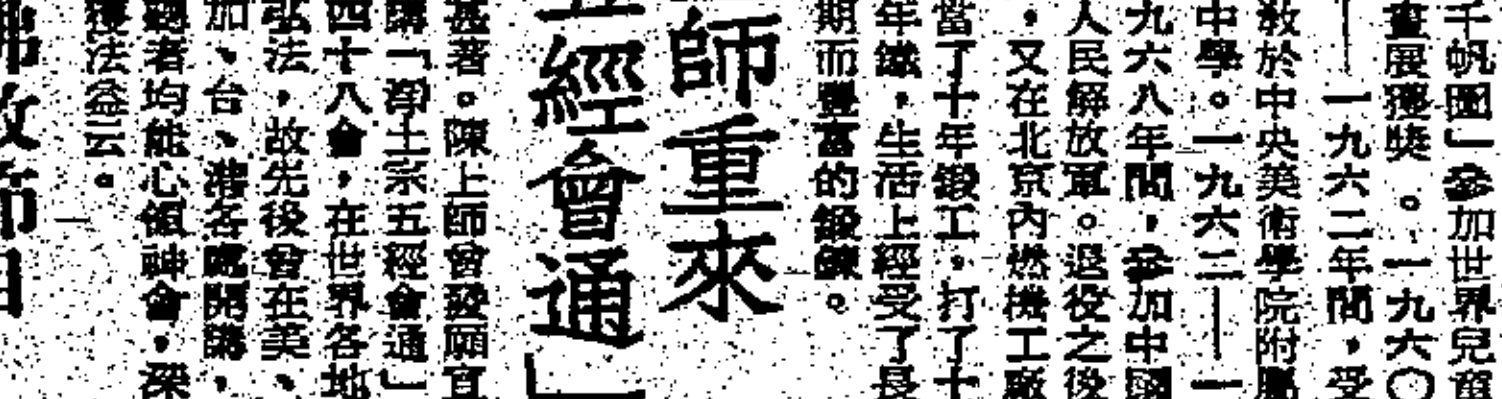 千帆圖」參加世界兒童
畫展獲獎。一九六〇
——一九六二年間,受
教於中央美術學院附屬
中學。一九六二——一
九六八年間,參加中國
人民解放軍。退役之後
,又在北京內燃機工廠
當了十年鍛工,打了十
年鐵,生活上經受了長
期而豐富的鍛鍊。
師重來
五經會通」
甚著。陳上師曾發願宣
講「淨土宗五經會通」
四十八會,在世界各地
弘法,故先後曾在美、
加、台、港各處開講,
聽者均能心領神會,深
獲法益云。